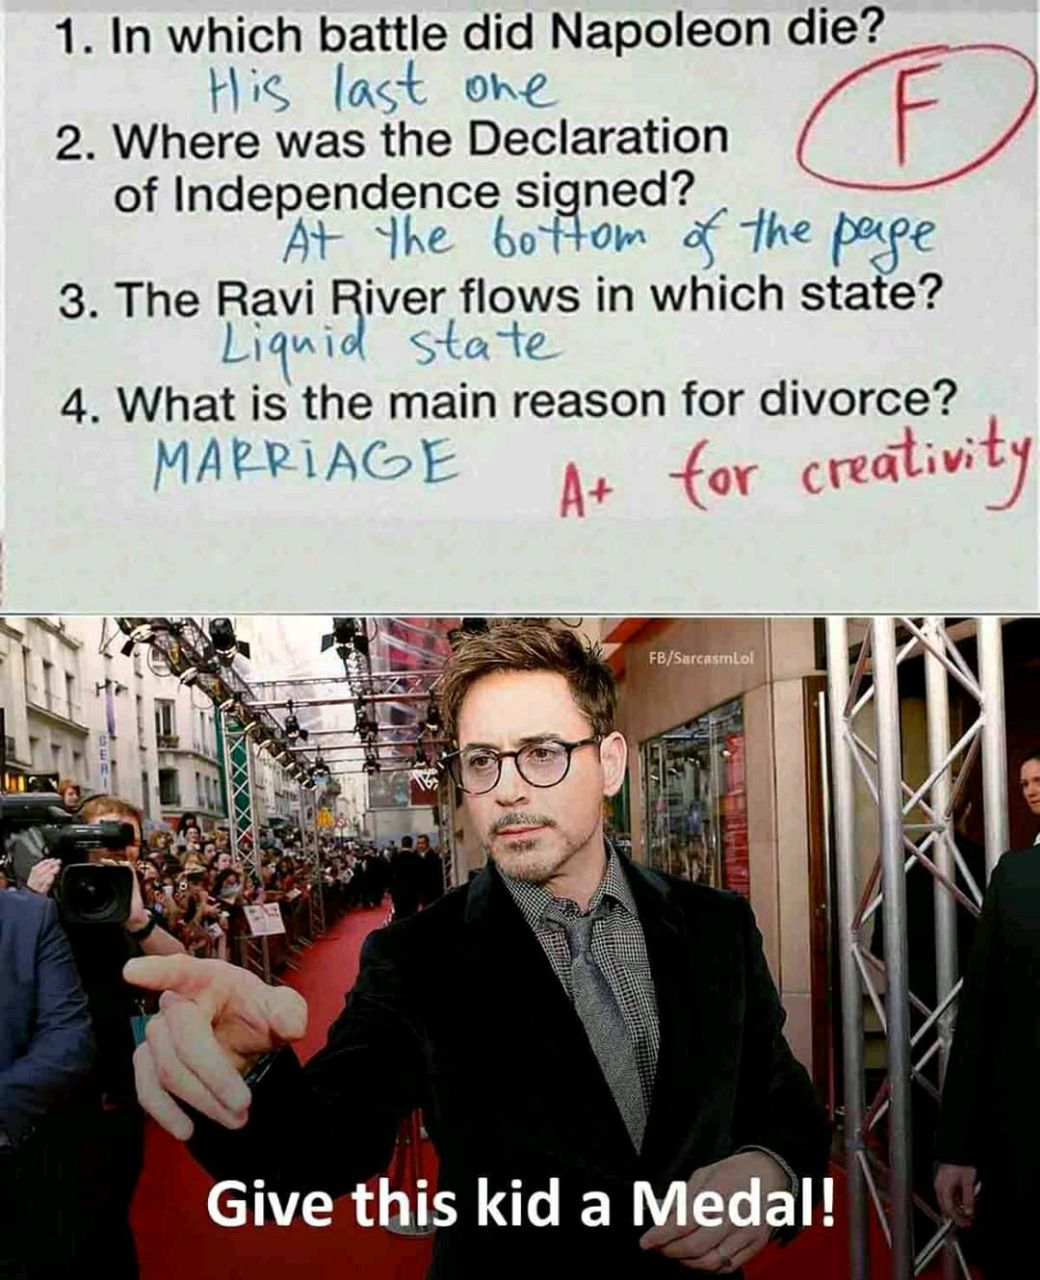 1. In which battle did Napoleon die?
His last one
F
2. Where was the Declaration
of Independence signed?
At the bottom of the page
3. The Ravi River flows in which state?
Liquid state
4. What is the main reason for divorce?
MARRiAGE
A+ for creativity
FB/SarcasmLol
Give this kid a Medal!